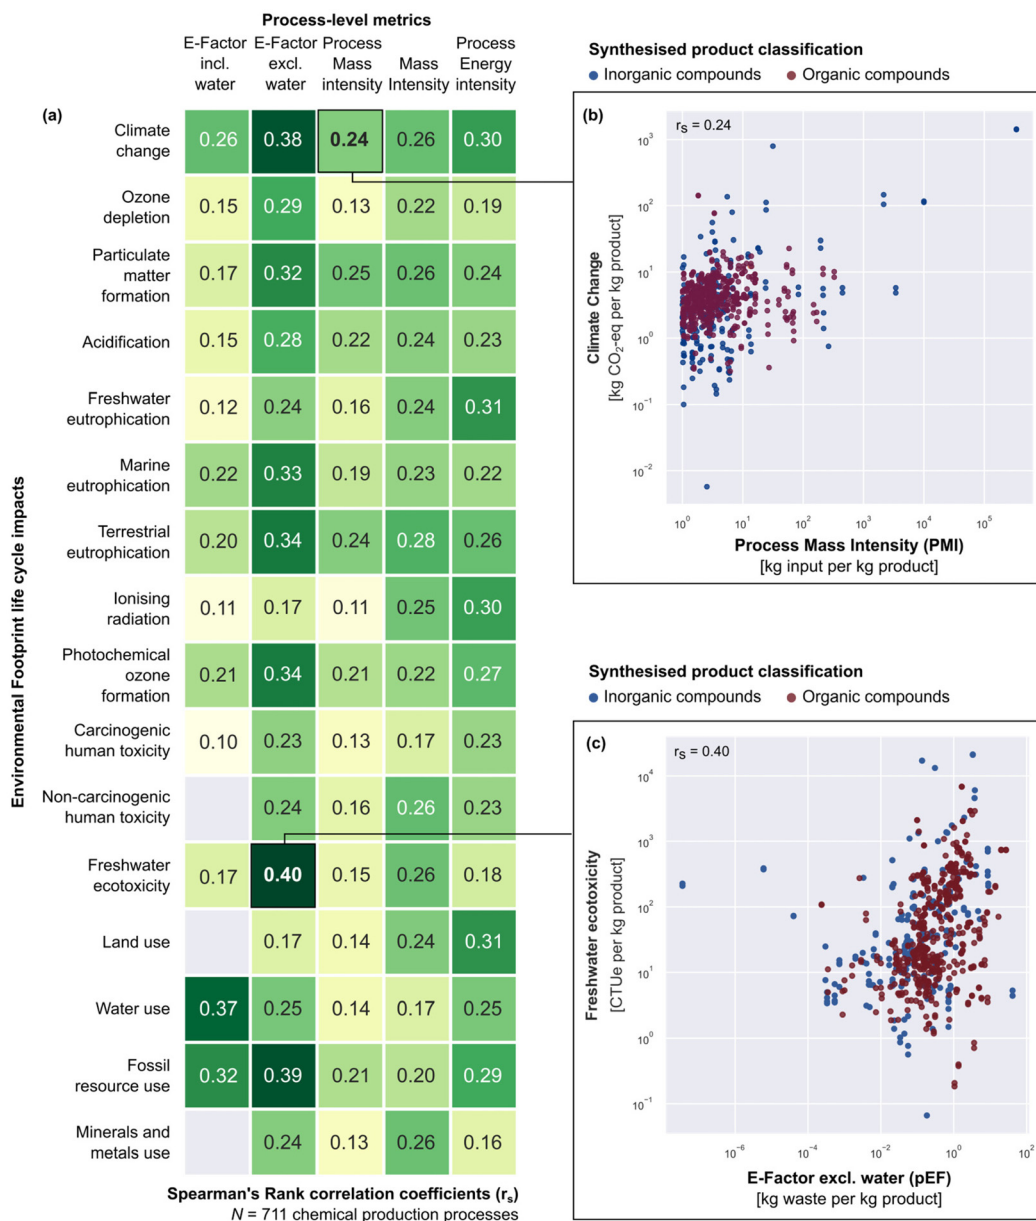 Process-level metrics
E-Factor incl. water
E-Factor excl. water
Process Mass intensity
Mass Intensity
Process Energy intensity
(a)
Environmental Footprint life cycle impacts
Climate change 0.26 0.38 0.24 0.26 0.30
Ozone depletion 0.15 0.29 0.13 0.22 0.19
Particulate matter formation 0.17 0.32 0.25 0.26 0.24
Acidification 0.15 0.28 0.22 0.24 0.23
Freshwater eutrophication 0.12 0.24 0.16 0.24 0.31
Marine eutrophication 0.22 0.33 0.19 0.23 0.22
Terrestrial eutrophication 0.20 0.34 0.24 0.28 0.26
Ionising radiation 0.11 0.17 0.11 0.25 0.30
Photochemical ozone formation 0.21 0.34 0.21 0.22 0.27
Carcinogenic human toxicity 0.10 0.23 0.13 0.17 0.23
Non-carcinogenic human toxicity 0.24 0.16 0.26 0.23
Freshwater ecotoxicity 0.17 0.40 0.15 0.26 0.18
Land use 0.17 0.14 0.24 0.31
Water use 0.37 0.25 0.14 0.17 0.25
Fossil resource use 0.32 0.39 0.21 0.20 0.29
Minerals and metals use 0.24 0.13 0.26 0.16
Spearman's Rank correlation coefficients (rₛ)
N = 711 chemical production processes
Synthesised product classification
Inorganic compounds Organic compounds
(b)
rₛ = 0.24
Climate Change
[kg CO₂-eq per kg product]
10³
10²
10¹
10⁰
10⁻¹
10⁻²
10⁰ 10¹ 10² 10³ 10⁴ 10⁵
Process Mass Intensity (PMI)
[kg input per kg product]
Synthesised product classification
Inorganic compounds Organic compounds
(c)
rₛ = 0.40
Freshwater ecotoxicity
[CTUe per kg product]
10⁴
10³
10²
10¹
10⁰
10⁻¹
10⁻⁶ 10⁻⁴ 10⁻² 10⁰ 10²
E-Factor excl. water (pEF)
[kg waste per kg product]